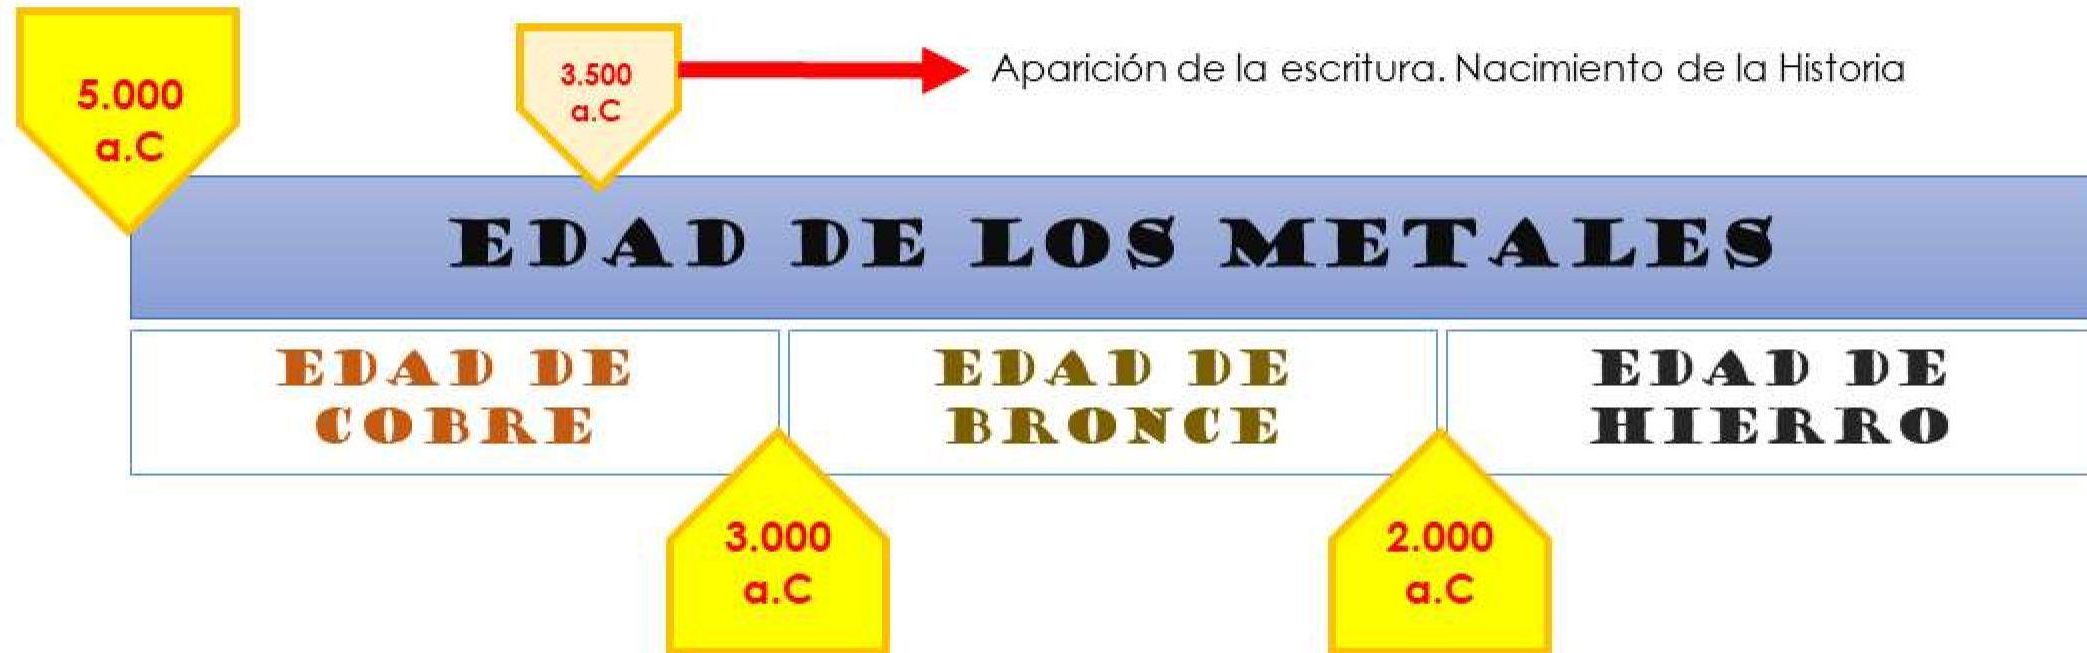 5.000
a.C
3.500
a.C
Aparición de la escritura. Nacimiento de la Historia
EDAD DE LOS METALES
EDAD DE
COBRE
EDAD DE
BRONCE
EDAD DE
HIERRO
3.000
a.C
2.000
a.C